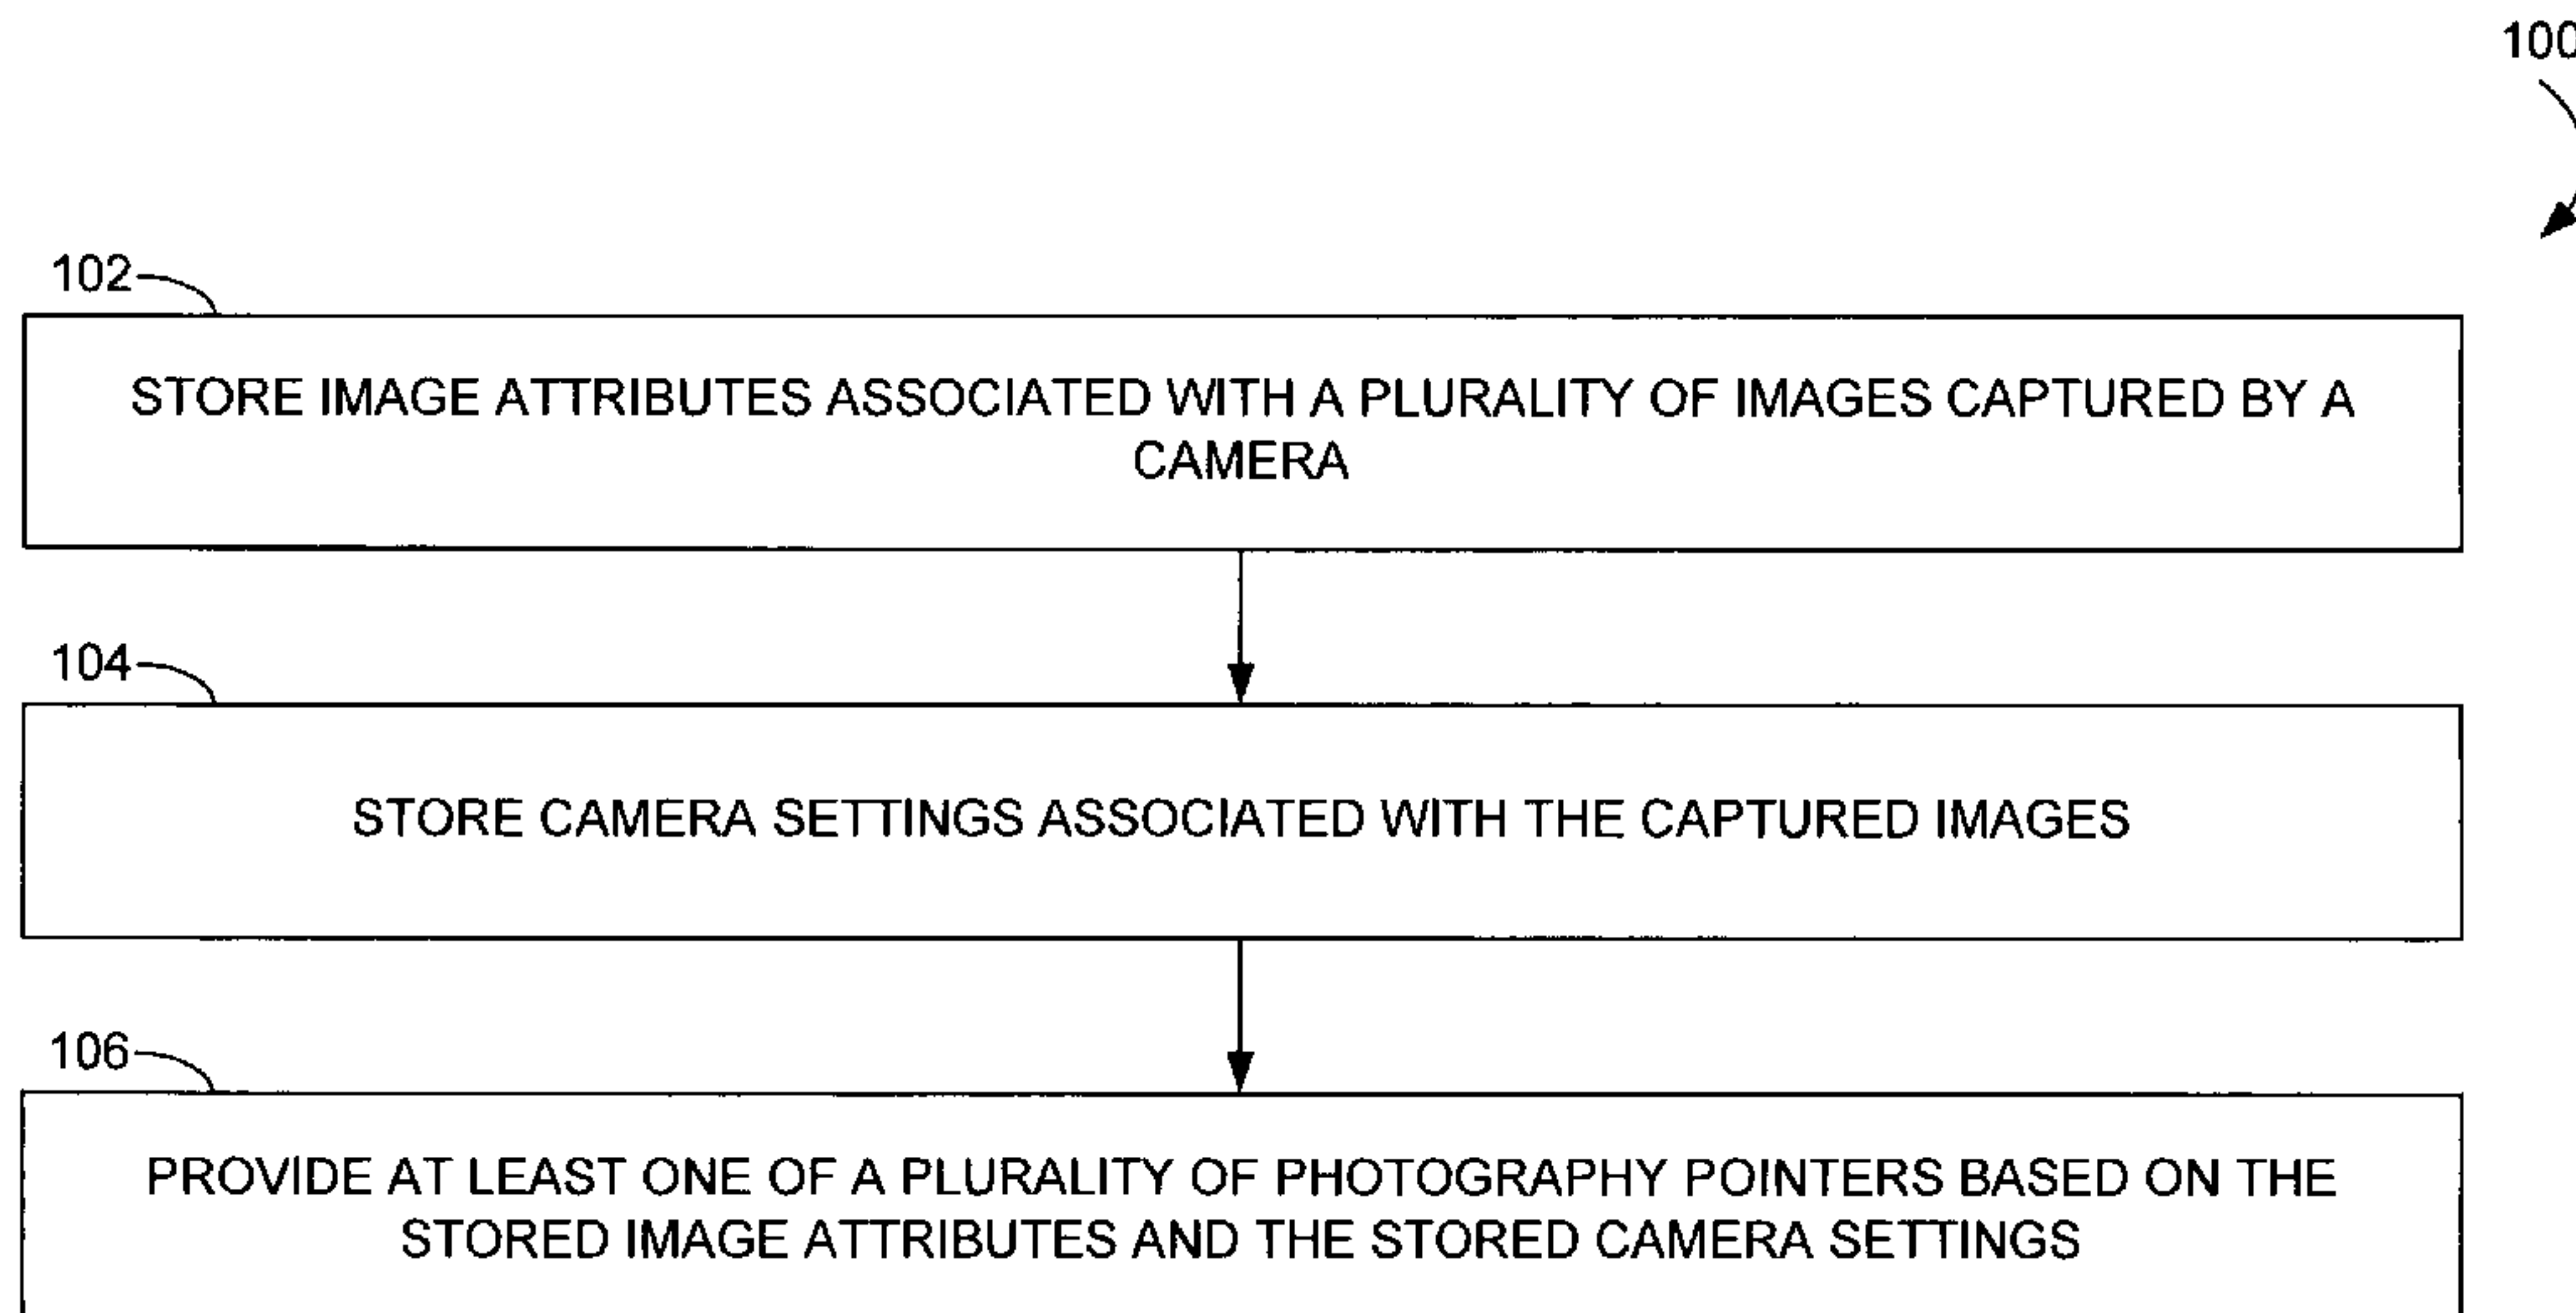 100
102
STORE IMAGE ATTRIBUTES ASSOCIATED WITH A PLURALITY OF IMAGES CAPTURED BY A
CAMERA
104
STORE CAMERA SETTINGS ASSOCIATED WITH THE CAPTURED IMAGES
106
PROVIDE AT LEAST ONE OF A PLURALITY OF PHOTOGRAPHY POINTERS BASED ON THE
STORED IMAGE ATTRIBUTES AND THE STORED CAMERA SETTINGS